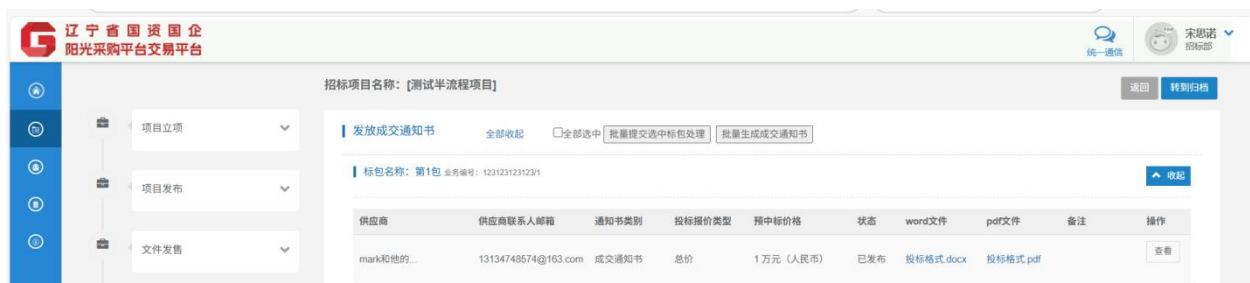 辽宁省国资国企
阳光采购平台交易平台
统一通信
宋思诺
招标部
招标项目名称：[测试半流程项目]
返回 转到归档
项目立项
项目发布
文件发售
发放成交通知书 全部收起 全部选中 批量提交选中标包处理 批量生成成交通知书
标包名称：第1包 业务编号：123123123123/1
收起
供应商 供应商联系人邮箱 通知书类别 投标报价类型 预中标价格 状态 word文件 pdf文件 备注 操作
mark和他的... 13134748574@163.com 成交通知书 总价 1万元（人民币） 已发布 投标格式.docx 投标格式.pdf 查看